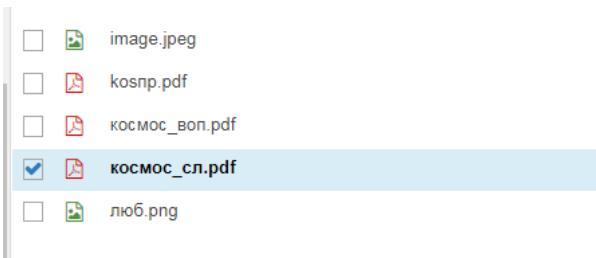 image.jpeg
kosпр.pdf
космос_воп.pdf
космос_сл.pdf
люб.png